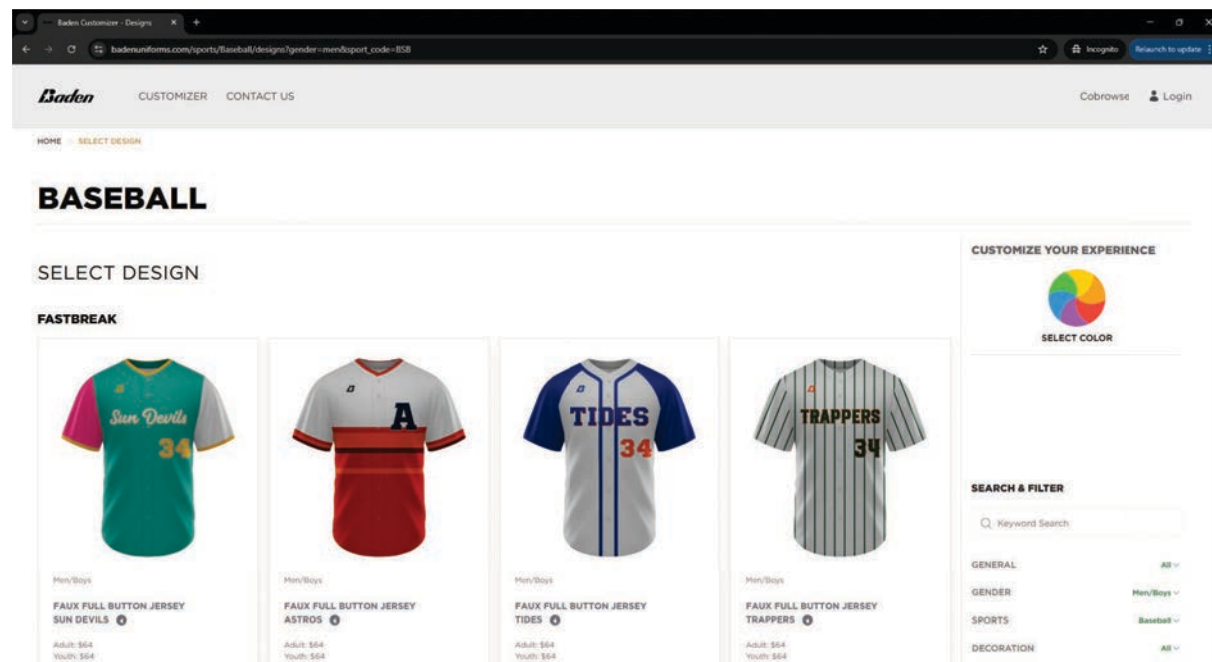 Baden Customizer - Designs
badenuniforms.com/sports/Baseball/designs?gender=men&sport_code=BSB
Incognito
Relaunch to update
Baden
CUSTOMIZER
CONTACT US
Cobrowse
Login
HOME
SELECT DESIGN
BASEBALL
SELECT DESIGN
FASTBREAK
Sun Devils
34
A
TIDES
34
TRAPPERS
34
Men/Boys
FAUX FULL BUTTON JERSEY
SUN DEVILS
Adult: $64
Youth: $64
Men/Boys
FAUX FULL BUTTON JERSEY
ASTROS
Adult: $64
Youth: $64
Men/Boys
FAUX FULL BUTTON JERSEY
TIDES
Adult: $64
Youth: $64
Men/Boys
FAUX FULL BUTTON JERSEY
TRAPPERS
Adult: $64
Youth: $64
CUSTOMIZE YOUR EXPERIENCE
SELECT COLOR
SEARCH & FILTER
Keyword Search
GENERAL All
GENDER Men/Boys
SPORTS Baseball
DECORATION All